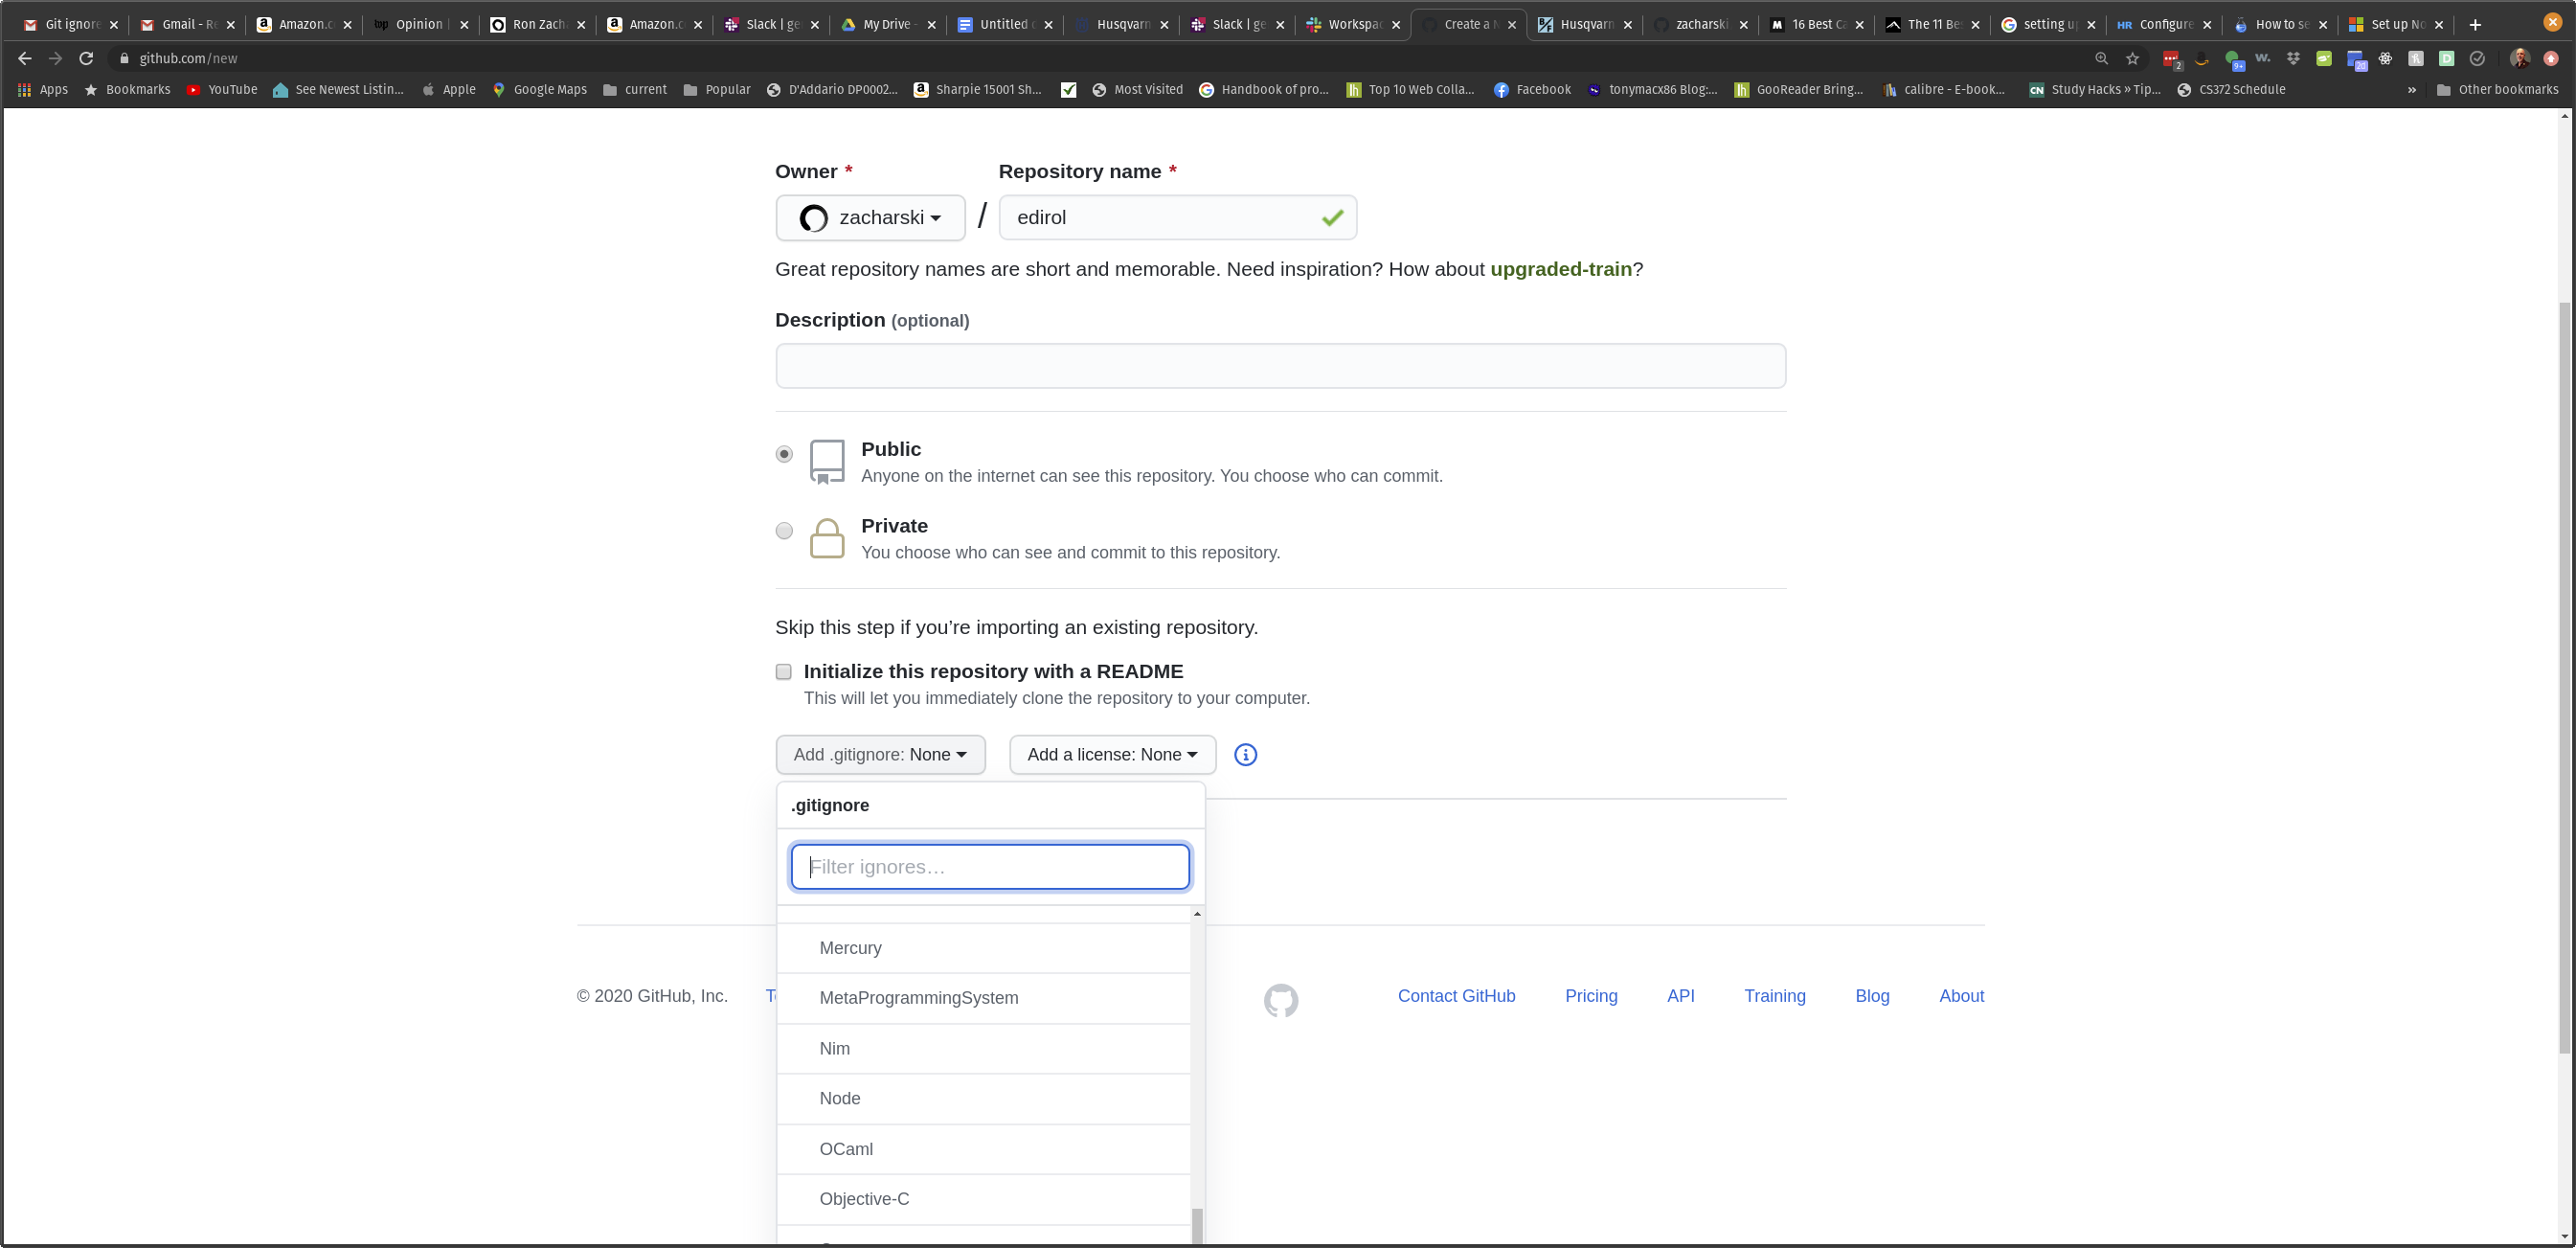 Git ignore Gmail - Re Amazon.c Opinion Ron Zach Amazon.c Slack | ge My Drive - Untitled d Husqvarn Slack | ge Workspac Create a N Husqvarn zacharski 16 Best Ca The 11 Be setting up Configure How to se Set up No
github.com/new
Apps Bookmarks YouTube See Newest Listin... Apple Google Maps current Popular D'Addario DP0002... Sharpie 15001 Sh... Most Visited Handbook of pro... Top 10 Web Colla... Facebook tonymacx86 Blog:... GooReader Bring... calibre - E-book... Study Hacks » Tip... CS372 Schedule » Other bookmarks
Owner * Repository name *
zacharski / edirol
Great repository names are short and memorable. Need inspiration? How about upgraded-train?
Description (optional)
Public
Anyone on the internet can see this repository. You choose who can commit.
Private
You choose who can see and commit to this repository.
Skip this step if you’re importing an existing repository.
Initialize this repository with a README
This will let you immediately clone the repository to your computer.
Add .gitignore: None Add a license: None
.gitignore
Filter ignores…
Mercury
MetaProgrammingSystem
Nim
Node
OCaml
Objective-C
© 2020 GitHub, Inc. Contact GitHub Pricing API Training Blog About